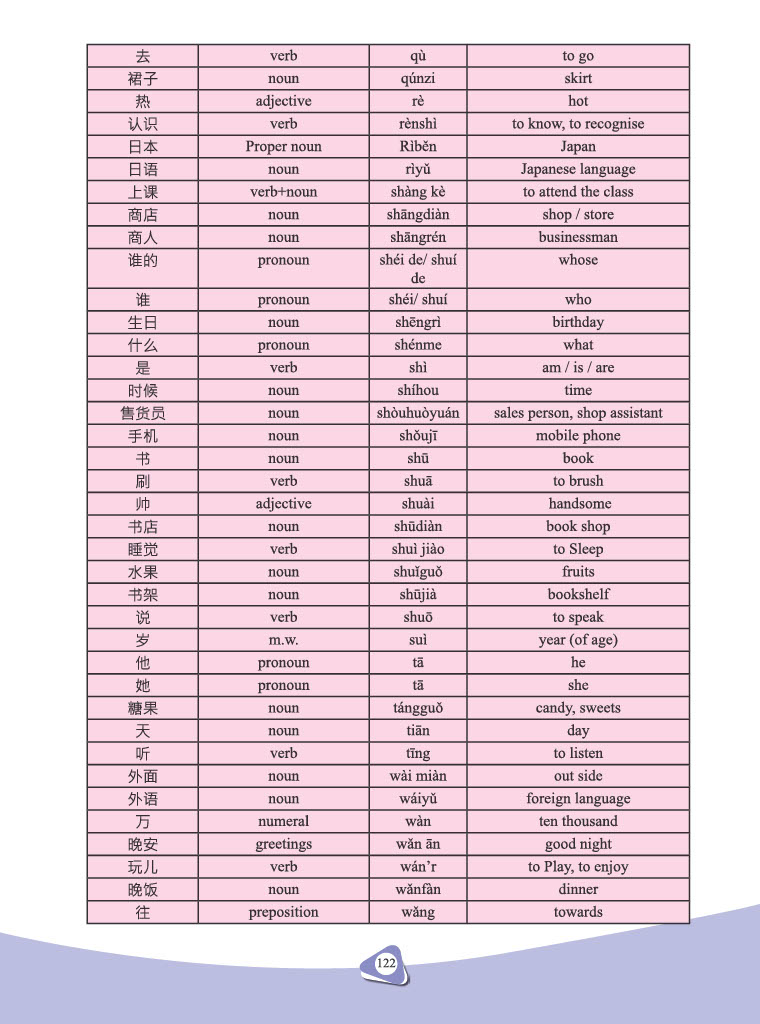 去 verb qù to go
裙子 noun qúnzi skirt
热 adjective rè hot
认识 verb rènshì to know, to recognise
日本 Proper noun Rìběn Japan
日语 noun rìyǔ Japanese language
上课 verb+noun shàng kè to attend the class
商店 noun shāngdiàn shop / store
商人 noun shāngrén businessman
谁的 pronoun shéi de/ shuí whose
de
谁 pronoun shéi/ shuí who
生日 noun shēngrì birthday
什么 pronoun shénme what
是 verb shì am / is / are
时候 noun shíhou time
售货员 noun shòuhuòyuán sales person, shop assistant
手机 noun shǒujī mobile phone
书 noun shū book
刷 verb shuā to brush
帅 adjective shuài handsome
书店 noun shūdiàn book shop
睡觉 verb shuì jiào to Sleep
水果 noun shuǐguǒ fruits
书架 noun shūjià bookshelf
说 verb shuō to speak
岁 m.w. suì year (of age)
他 pronoun tā he
她 pronoun tā she
糖果 noun tángguǒ candy, sweets
天 noun tiān day
听 verb tīng to listen
外面 noun wài miàn out side
外语 noun wáiyǔ foreign language
万 numeral wàn ten thousand
晚安 greetings wǎn ān good night
玩儿 verb wán’r to Play, to enjoy
晚饭 noun wǎnfàn dinner
往 preposition wǎng towards
122